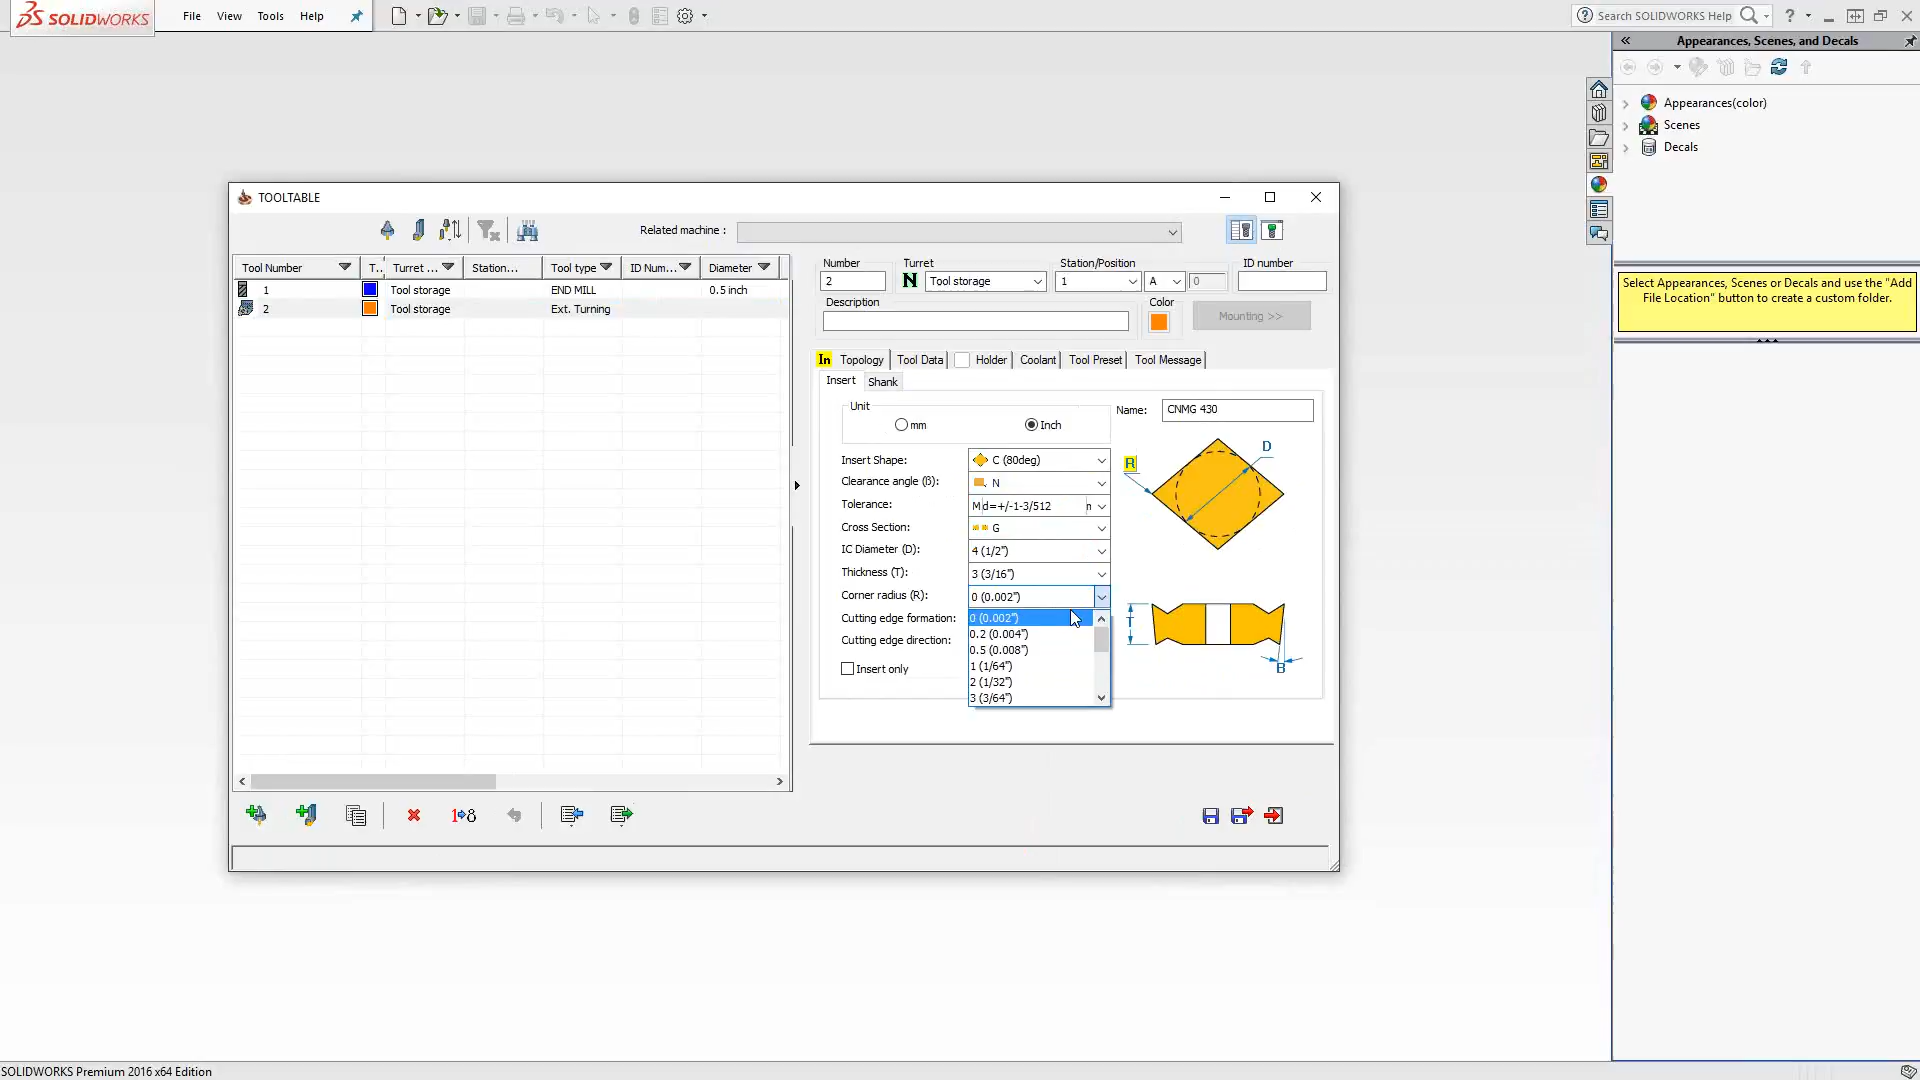 SOLIDWORKS
File View Tools Help
Search SOLIDWORKS Help
Appearances, Scenes, and Decals
Appearances(color)
Scenes
Decals
Select Appearances, Scenes or Decals and use the "Add
File Location" button to create a custom folder.
TOOLTABLE
Related machine :
Tool Number T.. Turret ... Station... Tool type ID Num... Diameter
1 Tool storage END MILL 0.5 inch
2 Tool storage Ext. Turning
Number Turret Station/Position ID number
2 N Tool storage 1 A 0
Description Color
Mounting >>
In Topology Tool Data Holder Coolant Tool Preset Tool Message
Insert Shank
Unit
mm Inch
Name: CNMG 430
Insert Shape: C (80deg)
Clearance angle (β): N
Tolerance: M d=+/-1-3/512 n
Cross Section: G
IC Diameter (D): 4 (1/2")
Thickness (T): 3 (3/16")
Corner radius (R): 0 (0.002")
Cutting edge formation:
Cutting edge direction:
Insert only
0 (0.002")
0.2 (0.004")
0.5 (0.008")
1 (1/64")
2 (1/32")
3 (3/64")
R
D
T
B
1 8
SOLIDWORKS Premium 2016 x64 Edition